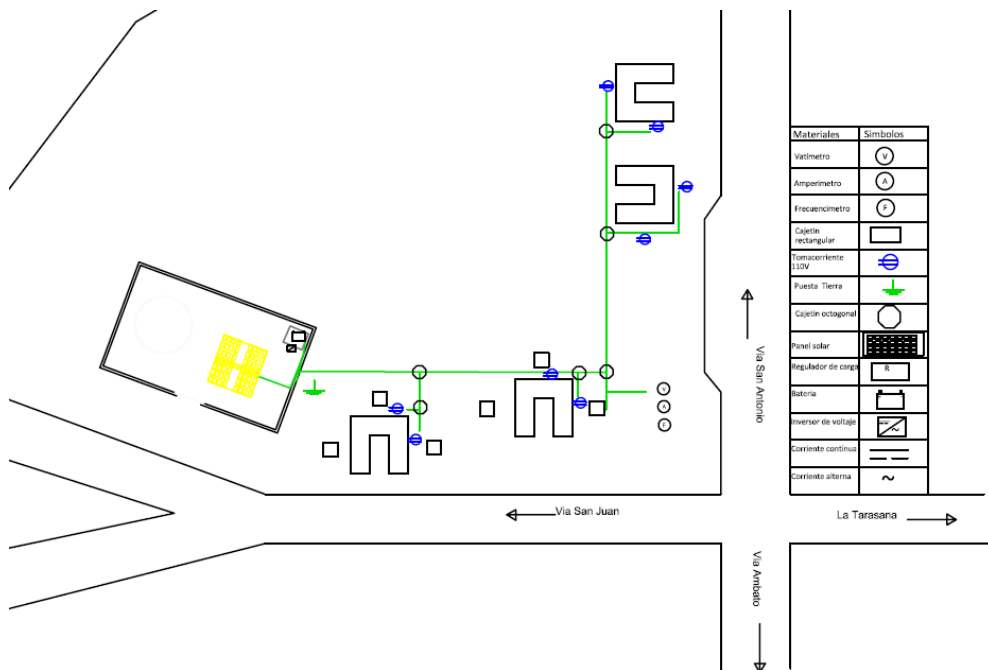 Materiales Simbolos
Vatímetro V
Amperimetro A
Frecuencimetro F
Cajetin
rectangular
Tomacorriente
110V
Puesta Tierra
Cajetin octogonal
Panel solar
Regulador de carga R
Bateria
Inversor de voltaje
Corriente continua
Corriente alterna ~
V
A
F
Via San Antonio
Via San Juan
La Tarasana
Via Ambato